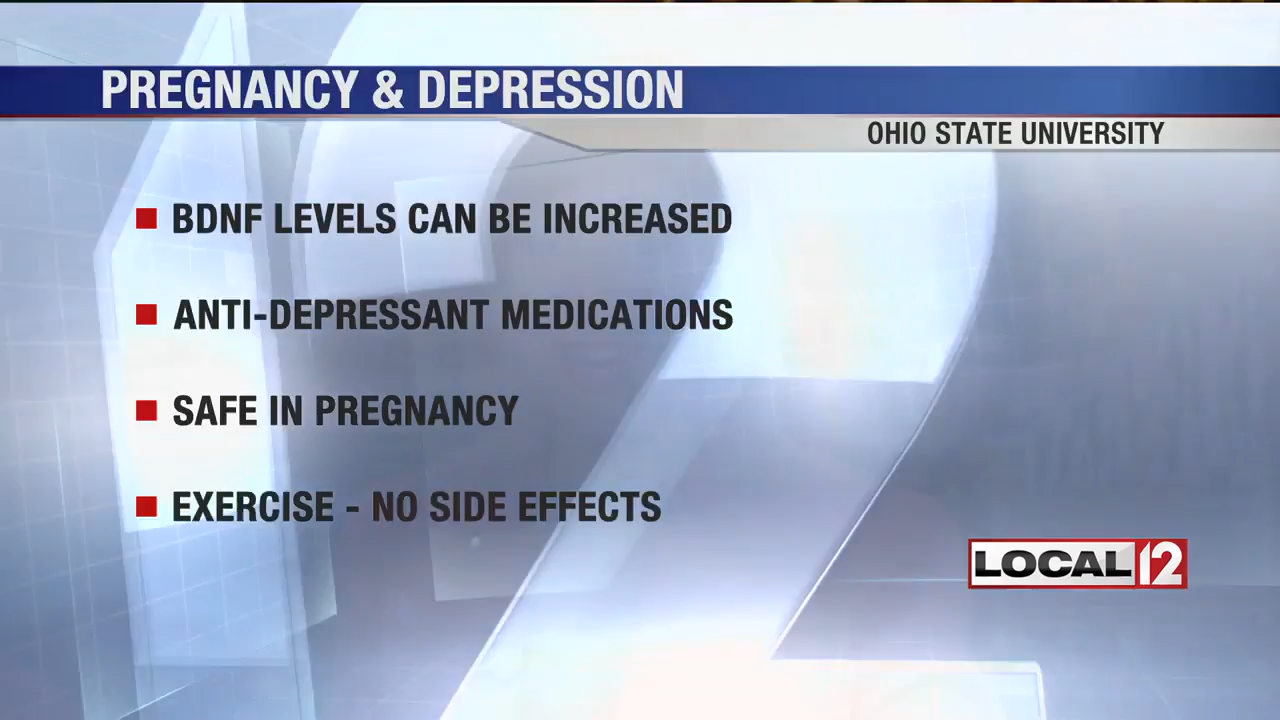 PREGNANCY & DEPRESSION
OHIO STATE UNIVERSITY
BDNF LEVELS CAN BE INCREASED
ANTI-DEPRESSANT MEDICATIONS
SAFE IN PREGNANCY
EXERCISE - NO SIDE EFFECTS
LOCAL 12